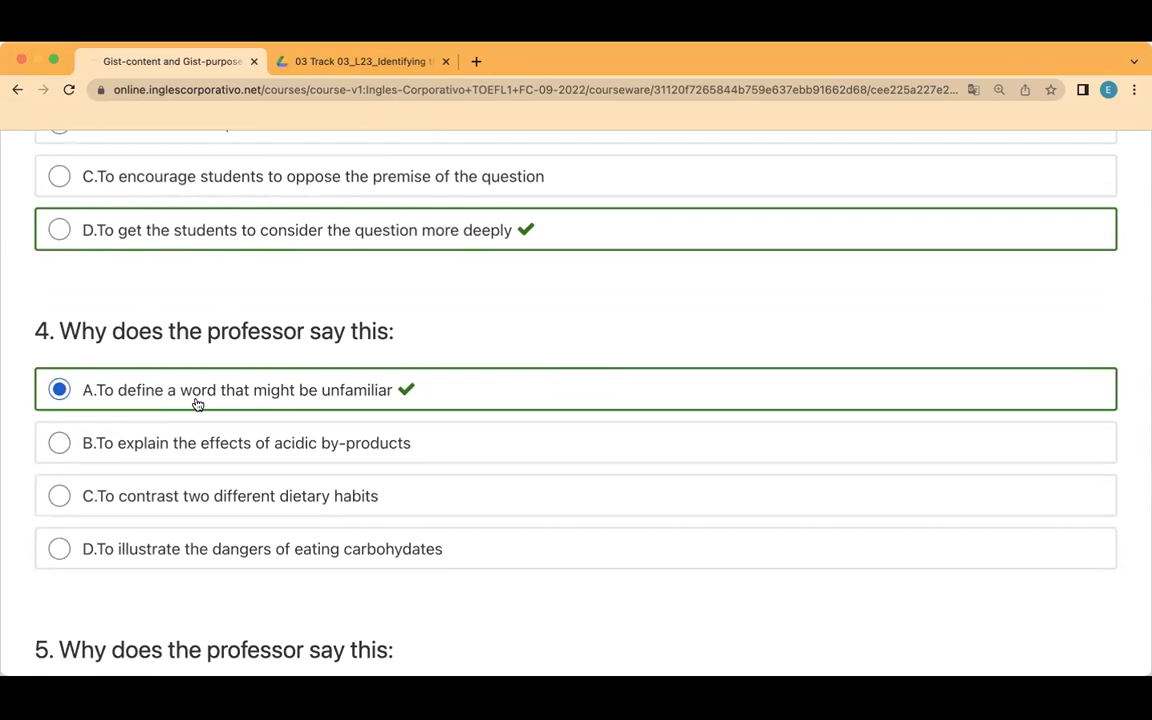 Gist-content and Gist-purpose
03 Track 03_L23_Identifying t
online.inglescorporativo.net/courses/course-v1:Ingles-Corporativo+TOEFL1+FC-09-2022/courseware/31120f7265844b759e637ebb91662d68/cee225a227e2...
E
C.To encourage students to oppose the premise of the question
D.To get the students to consider the question more deeply
4. Why does the professor say this:
A.To define a word that might be unfamiliar
B.To explain the effects of acidic by-products
C.To contrast two different dietary habits
D.To illustrate the dangers of eating carbohydates
5. Why does the professor say this: